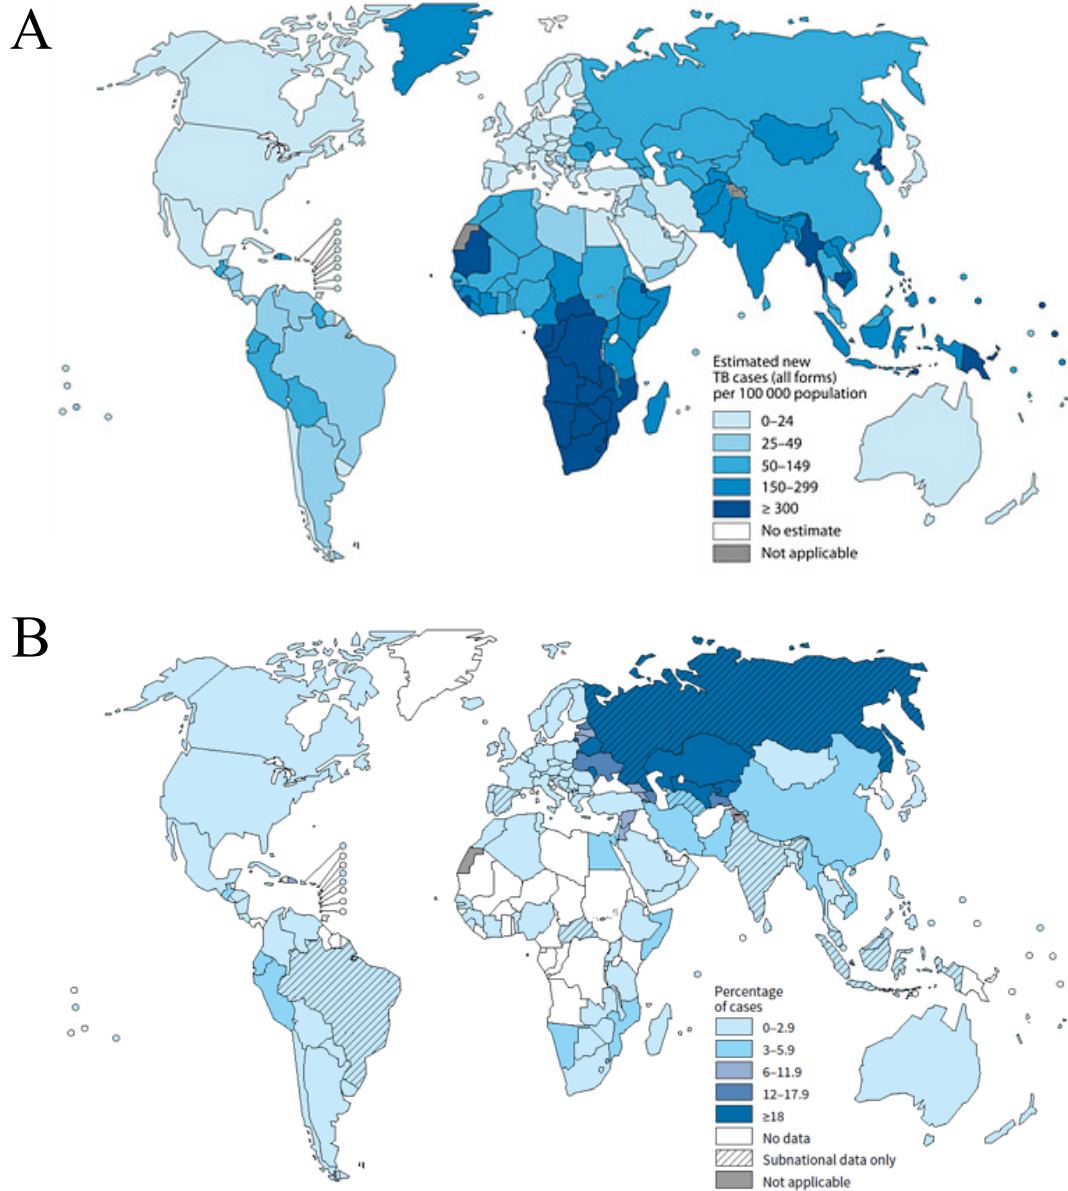 A
Estimated new
TB cases (all forms)
per 100 000 population
0–24
25–49
50–149
150–299
≥ 300
No estimate
Not applicable
B
Percentage
of cases
0–2.9
3–5.9
6–11.9
12–17.9
≥18
No data
Subnational data only
Not applicable